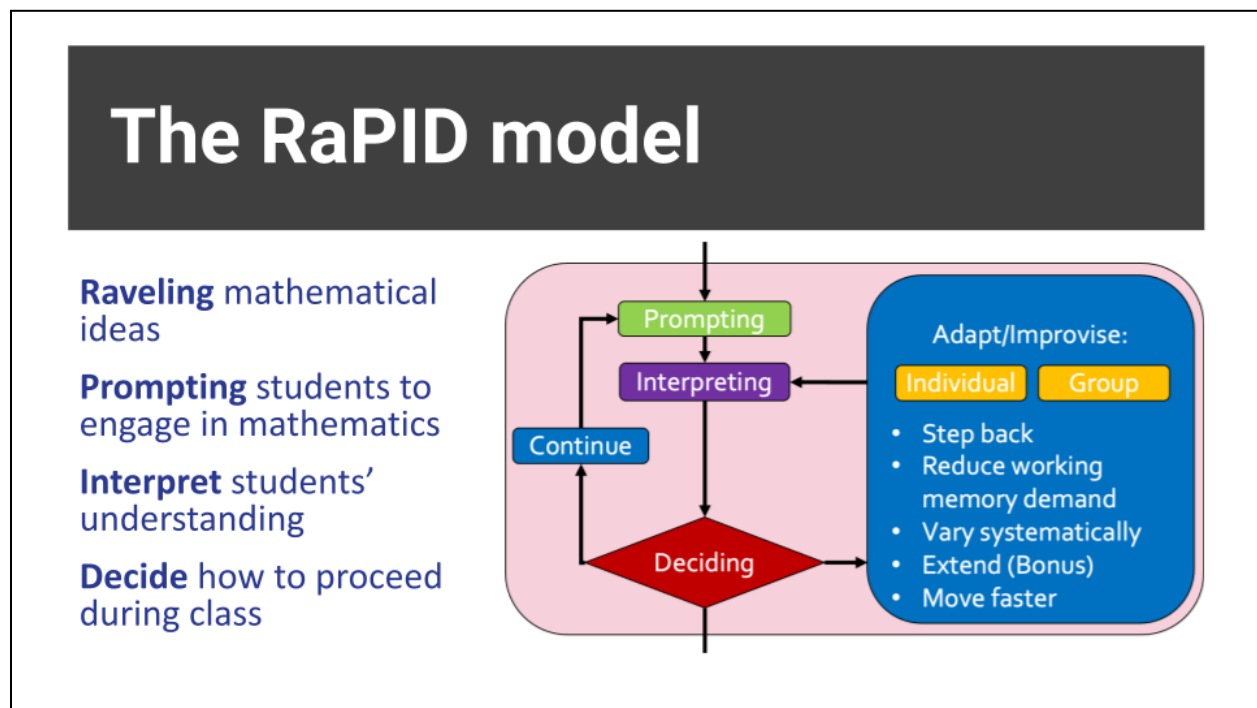 The RaPID model
Raveling mathematical
ideas
Prompting students to
engage in mathematics
Interpret students’
understanding
Decide how to proceed
during class
Prompting
Interpreting
Continue
Deciding
Adapt/Improvise:
Individual
Group
• Step back
• Reduce working
memory demand
• Vary systematically
• Extend (Bonus)
• Move faster